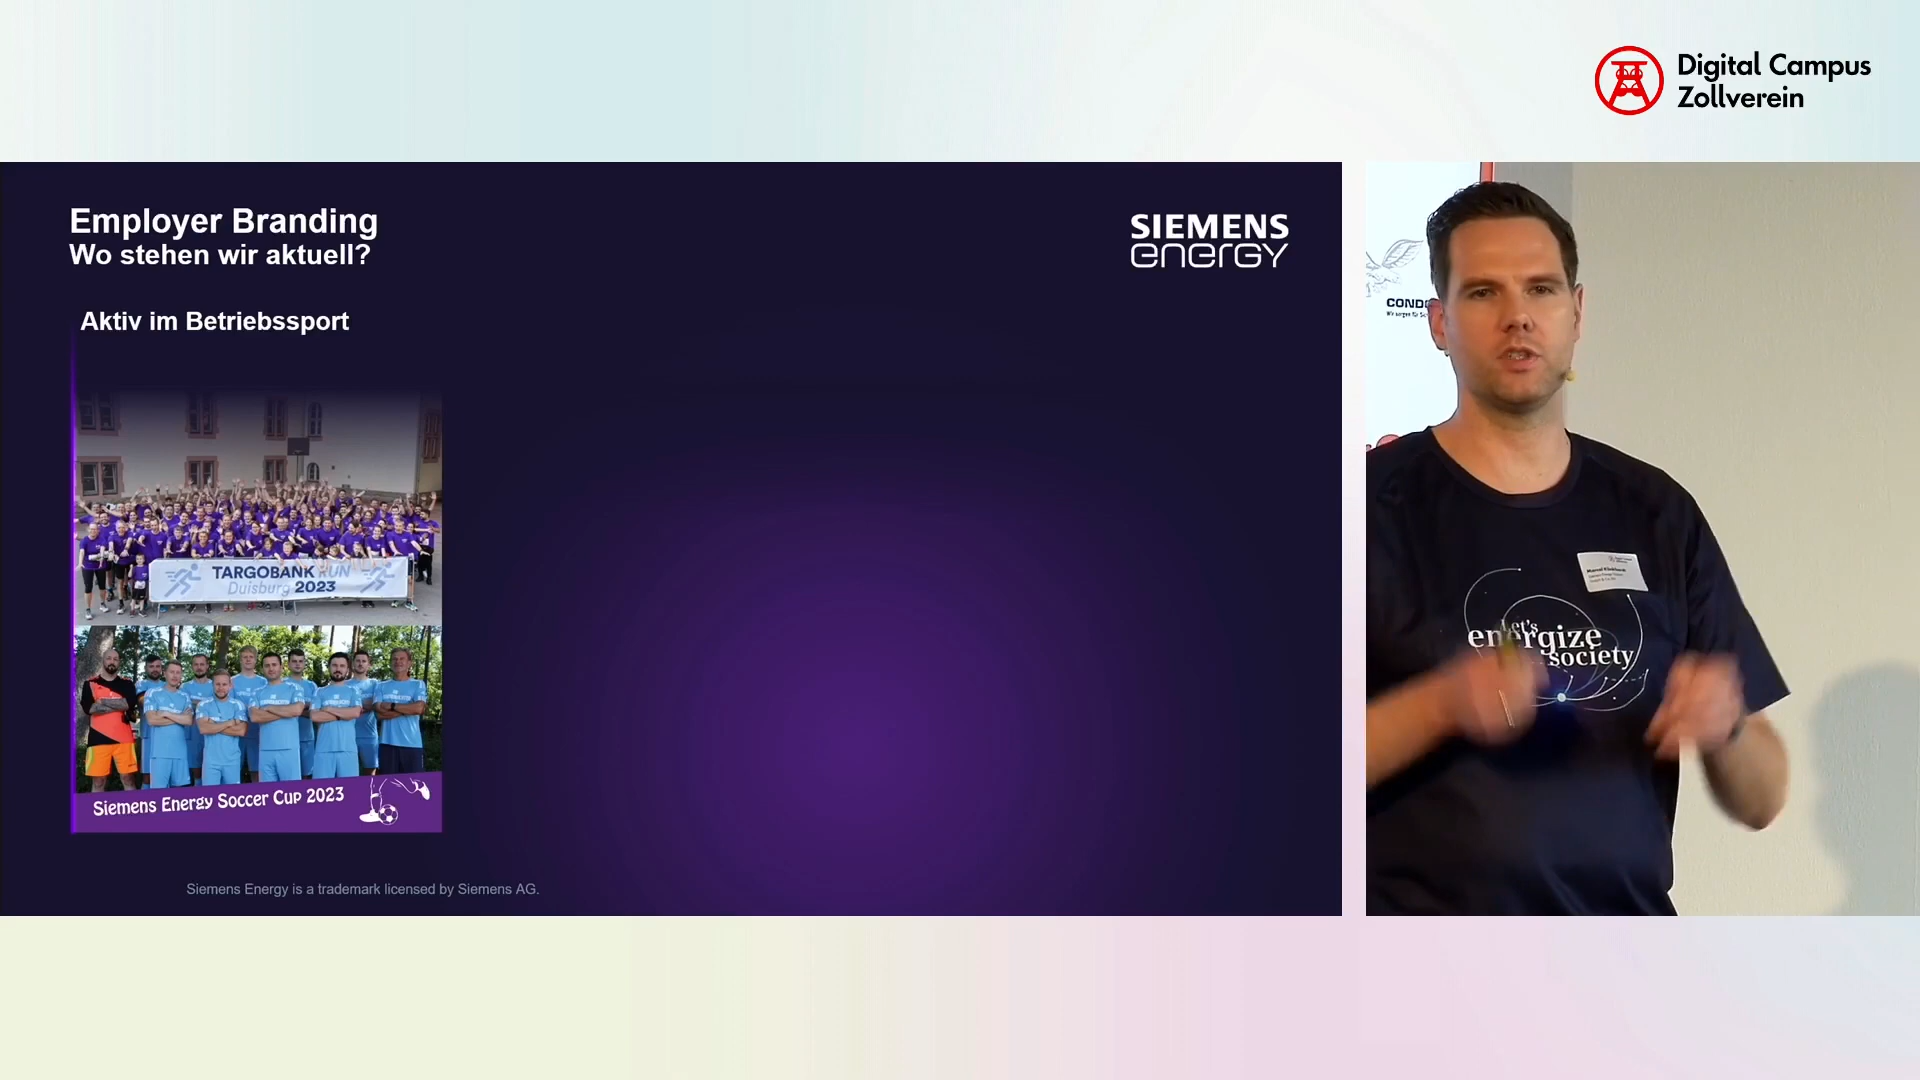 Digital Campus
Zollverein
Employer Branding
Wo stehen wir aktuell?
SIEMENS
energy
Aktiv im Betriebssport
TARGOBANK RUN
Duisburg 2023
Siemens Energy Soccer Cup 2023
Siemens Energy is a trademark licensed by Siemens AG.
Let's
energize
society